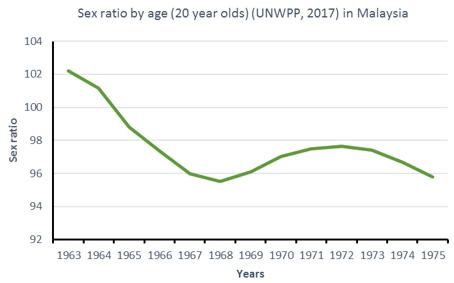 Sex ratio by age (20 year olds) (UNWPP, 2017) in Malaysia
104
102
100
98
96
94
92
Sex ratio
1963 1964 1965 1966 1967 1968 1969 1970 1971 1972 1973 1974 1975
Years